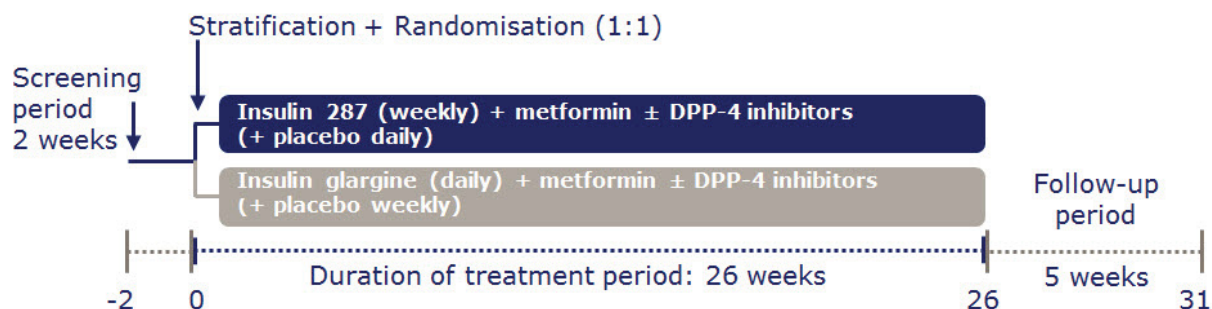 Stratification + Randomisation (1:1)
Screening
period
2 weeks
Insulin 287 (weekly) + metformin ± DPP-4 inhibitors
(+ placebo daily)
Insulin glargine (daily) + metformin ± DPP-4 inhibitors
(+ placebo weekly)
Follow-up
period
Duration of treatment period: 26 weeks
5 weeks
-2
0
26
31